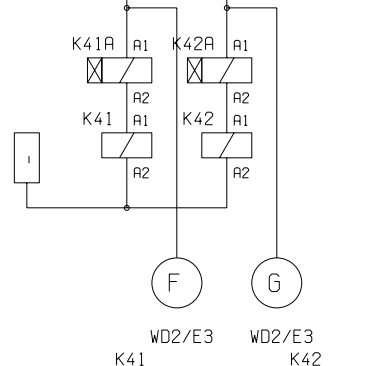 K41A A1 K42A A1
A2 A2
K41 A1 K42 A1
A2 A2
F G
WD2/E3 WD2/E3
K41 K42